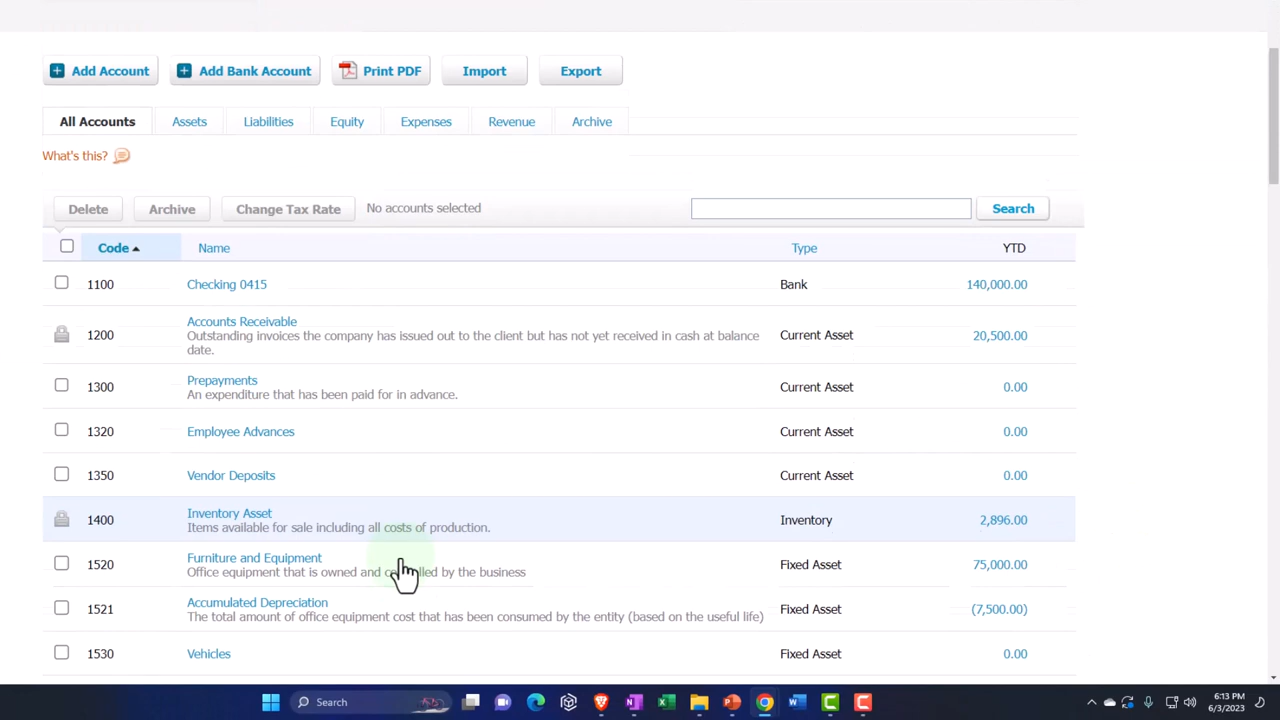 Add Account Add Bank Account Print PDF Import Export
All Accounts Assets Liabilities Equity Expenses Revenue Archive
What's this?
Delete Archive Change Tax Rate No accounts selected Search
Code Name Type YTD
1100 Checking 0415 Bank 140,000.00
Accounts Receivable
1200 Outstanding invoices the company has issued out to the client but has not yet received in cash at balance Current Asset 20,500.00
date.
Prepayments
1300 An expenditure that has been paid for in advance. Current Asset 0.00
1320 Employee Advances Current Asset 0.00
1350 Vendor Deposits Current Asset 0.00
Inventory Asset
1400 Items available for sale including all costs of production. Inventory 2,896.00
Furniture and Equipment
1520 Office equipment that is owned and controlled by the business Fixed Asset 75,000.00
Accumulated Depreciation
1521 The total amount of office equipment cost that has been consumed by the entity (based on the useful life) Fixed Asset (7,500.00)
1530 Vehicles Fixed Asset 0.00
Search
6:13 PM
6/3/2023